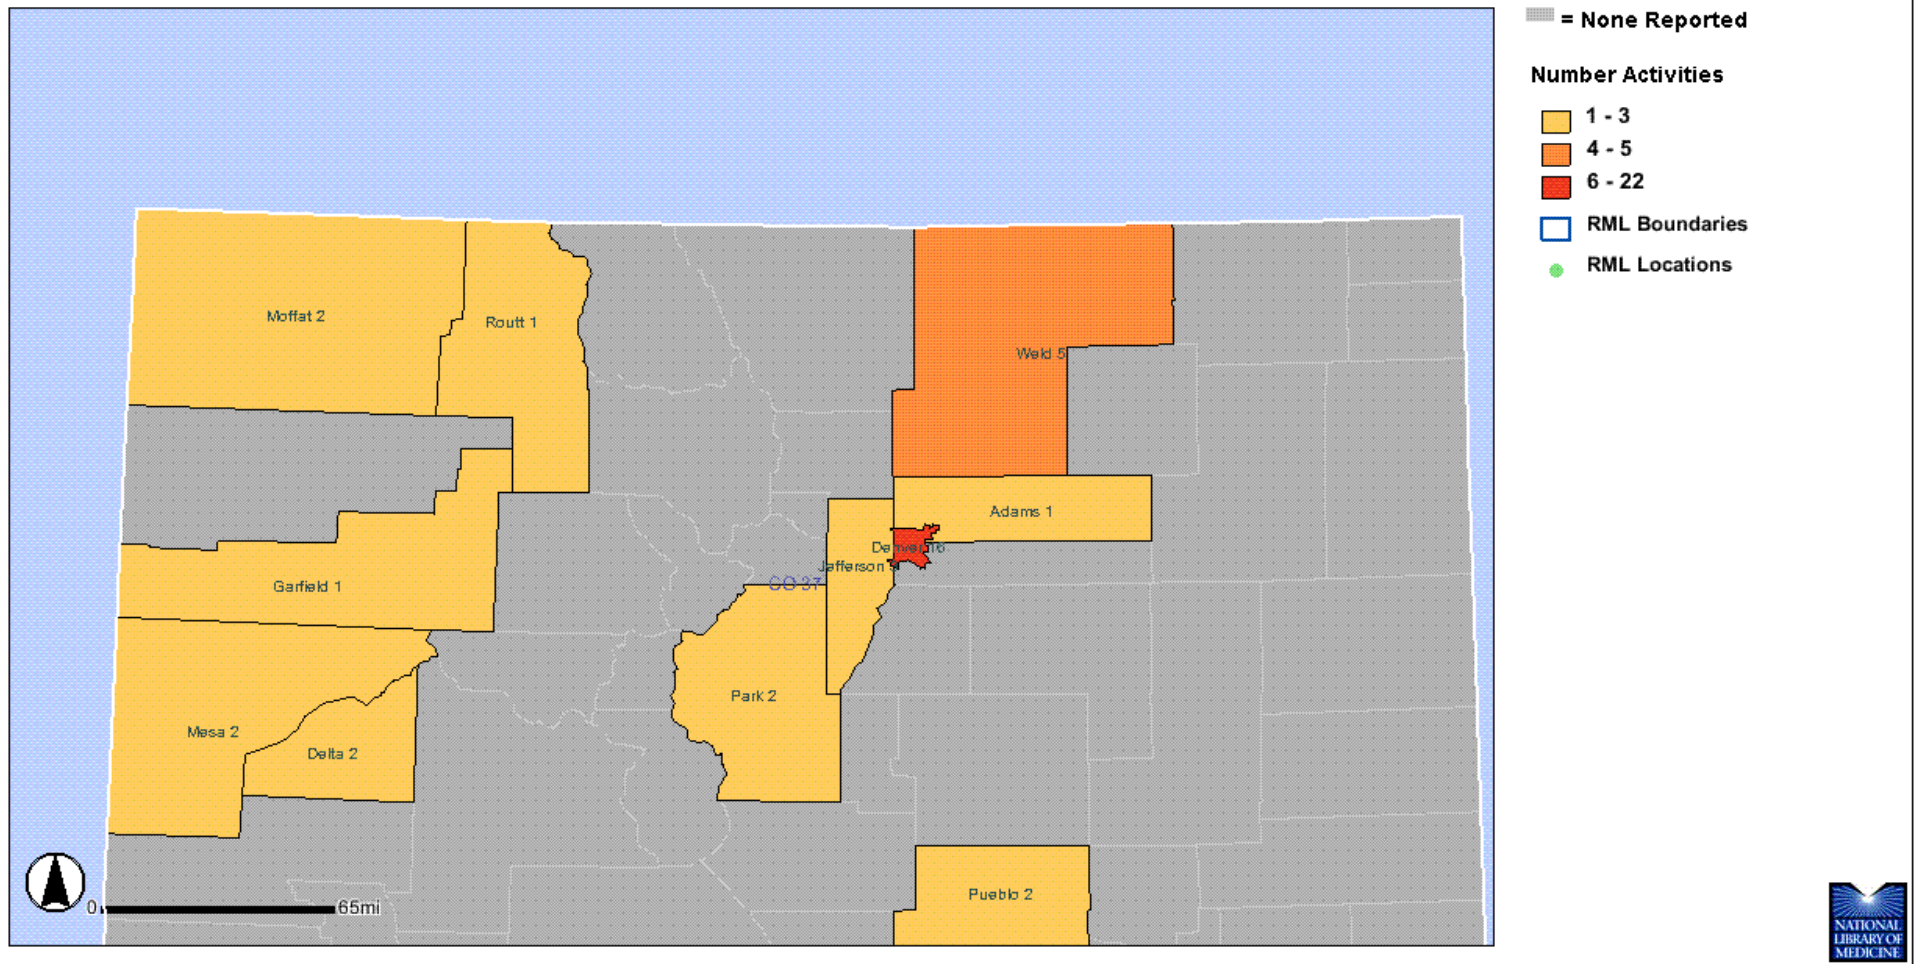 = None Reported
Number Activities
1 - 3
4 - 5
6 - 22
RML Boundaries
RML Locations
Moffat 2
Routt 1
Weld 5
Adams 1
Denver 16
Jefferson
CO 37
Garfield 1
Park 2
Mesa 2
Delta 2
Pueblo 2
0
65mi
NATIONAL
LIBRARY OF
MEDICINE